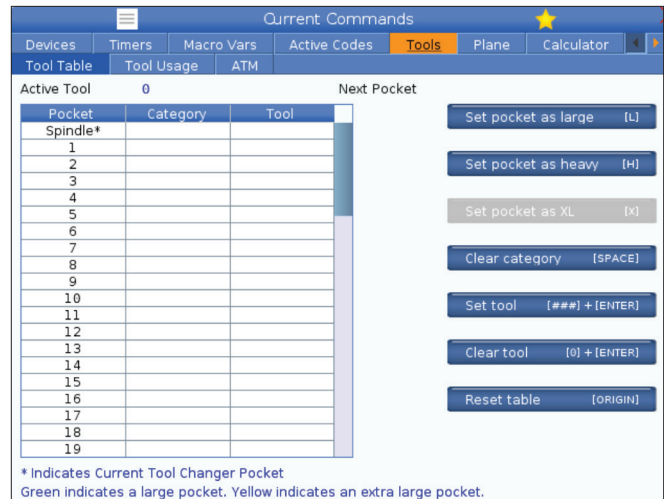 Current Commands
Devices Timers Macro Vars Active Codes Tools Plane Calculator
Tool Table Tool Usage ATM
Active Tool 0 Next Pocket
Pocket Category Tool
Spindle*
1
2
3
4
5
6
7
8
9
10
11
12
13
14
15
16
17
18
19
Set pocket as large [L]
Set pocket as heavy [H]
Set pocket as XL [X]
Clear category [SPACE]
Set tool [###] + [ENTER]
Clear tool [0] + [ENTER]
Reset table [ORIGIN]
* Indicates Current Tool Changer Pocket
Green indicates a large pocket. Yellow indicates an extra large pocket.